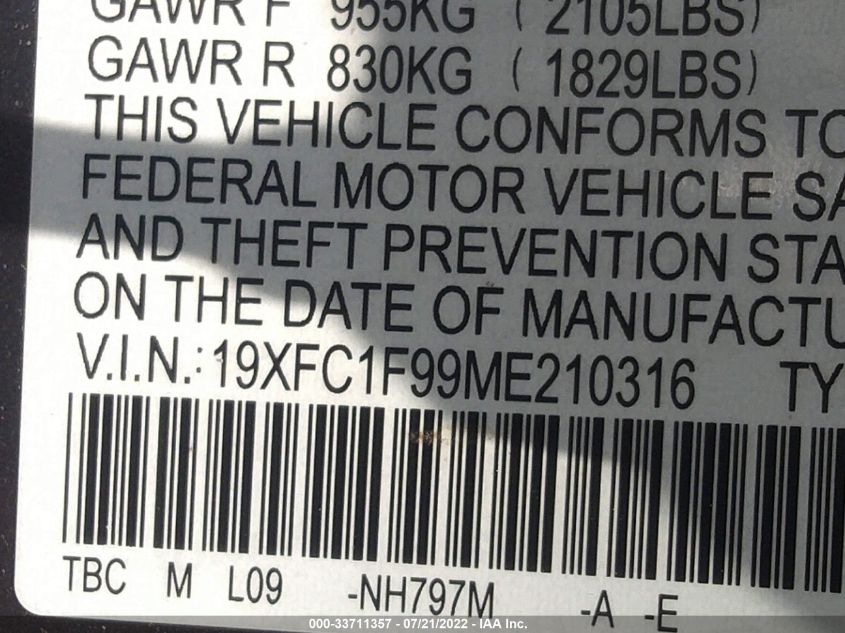 GAWR F 955KG ( 2105LBS)
GAWR R 830KG ( 1829LBS)
THIS VEHICLE CONFORMS TO
FEDERAL MOTOR VEHICLE SA
AND THEFT PREVENTION STA
ON THE DATE OF MANUFACTU
V.I.N.: 19XFC1F99ME210316 TY
TBC M L09 -NH797M -A -E
000-33711357 - 07/21/2022 - IAA Inc.